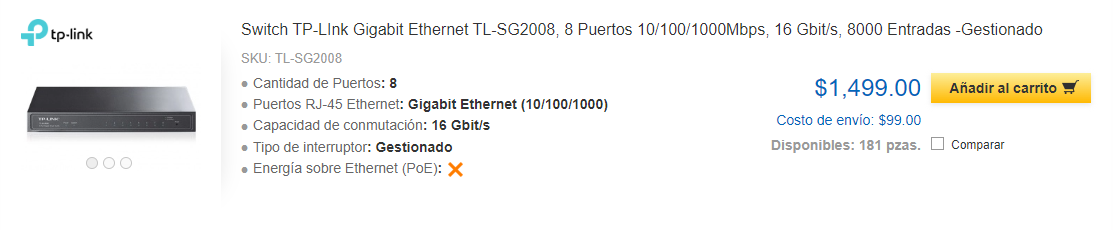 tp-link
Switch TP-LInk Gigabit Ethernet TL-SG2008, 8 Puertos 10/100/1000Mbps, 16 Gbit/s, 8000 Entradas -Gestionado
SKU: TL-SG2008
Cantidad de Puertos: 8
Puertos RJ-45 Ethernet: Gigabit Ethernet (10/100/1000)
Capacidad de conmutación: 16 Gbit/s
Tipo de interruptor: Gestionado
Energía sobre Ethernet (PoE):
TP-LINK
$1,499.00
Añadir al carrito
Costo de envío: $99.00
Disponibles: 181 pzas.
Comparar